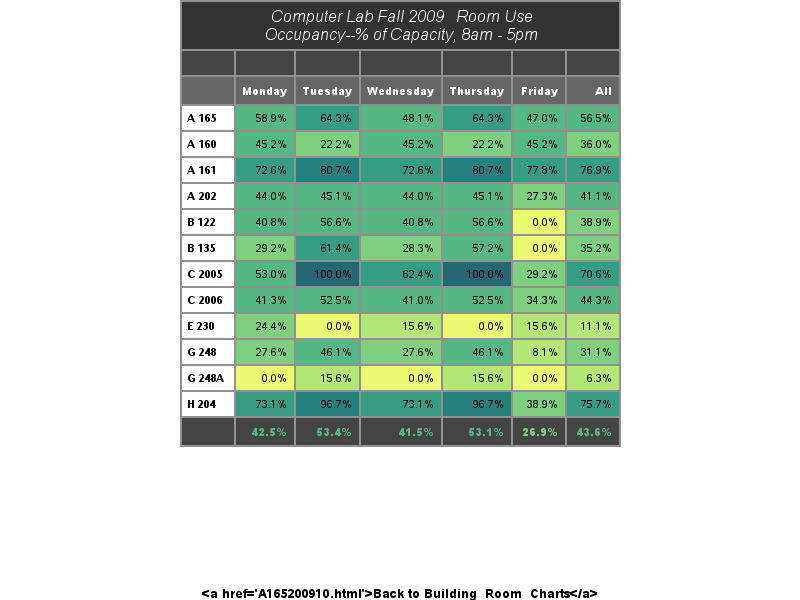 Computer Lab Fall 2009 Room Use
Occupancy--% of Capacity, 8am - 5pm
Monday Tuesday Wednesday Thursday Friday All
A 165 58.9% 64.3% 48.1% 64.3% 47.0% 56.5%
A 160 45.2% 22.2% 45.2% 22.2% 45.2% 36.0%
A 161 72.6% 80.7% 72.6% 80.7% 77.8% 76.9%
A 202 44.0% 45.1% 44.0% 45.1% 27.3% 41.1%
B 122 40.8% 56.6% 40.8% 56.6% 0.0% 38.9%
B 135 29.2% 61.4% 28.3% 57.2% 0.0% 35.2%
C 2005 53.0% 100.0% 62.4% 100.0% 29.2% 70.6%
C 2006 41.3% 52.5% 41.0% 52.5% 34.3% 44.3%
E 230 24.4% 0.0% 15.6% 0.0% 15.6% 11.1%
G 248 27.6% 46.1% 27.6% 46.1% 8.1% 31.1%
G 248A 0.0% 15.6% 0.0% 15.6% 0.0% 6.3%
H 204 73.1% 96.7% 73.1% 96.7% 38.9% 75.7%
42.5% 53.4% 41.5% 53.1% 26.9% 43.6%
<a href='A165200910.html'>Back to Building Room Charts</a>